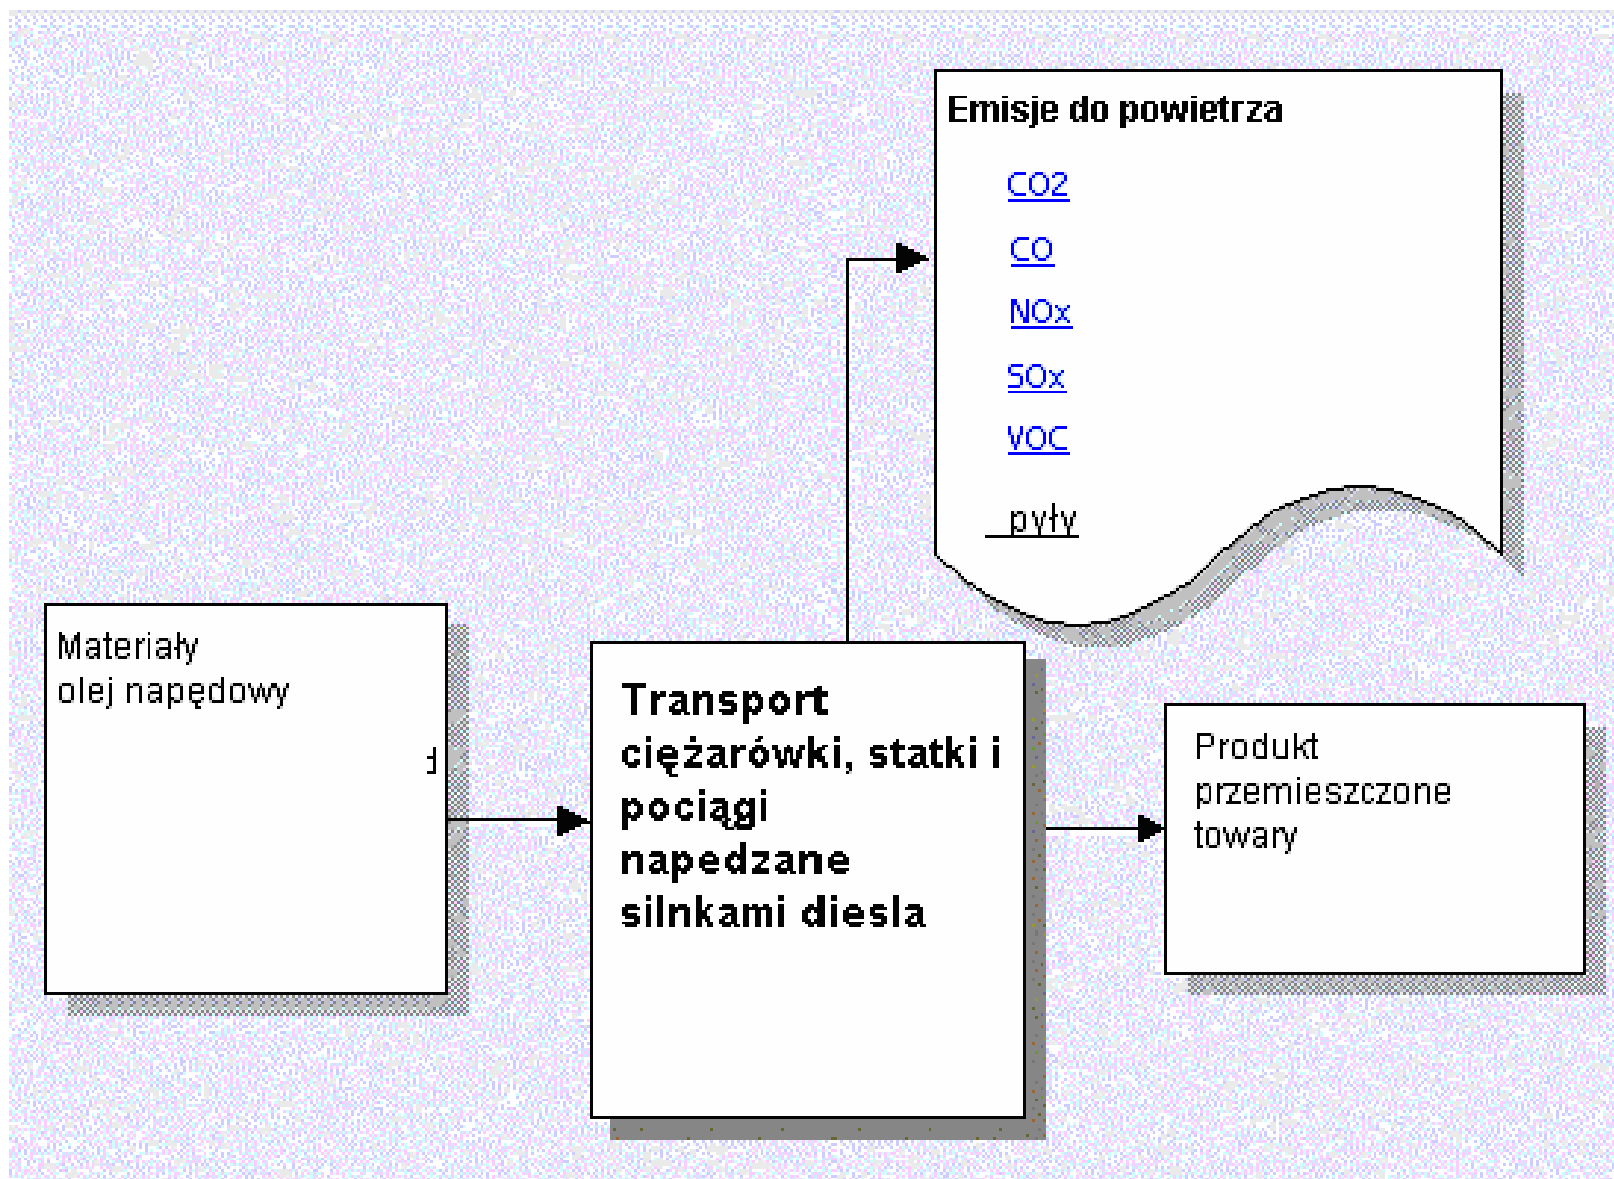 Emisje do powietrza
CO2
CO
NOx
SOx
VOC
pyły
Materiały
olej napędowy
Transport
ciężarówki, statki i
pociągi
napedzane
silnkami diesla
Produkt
przemieszczone
towary